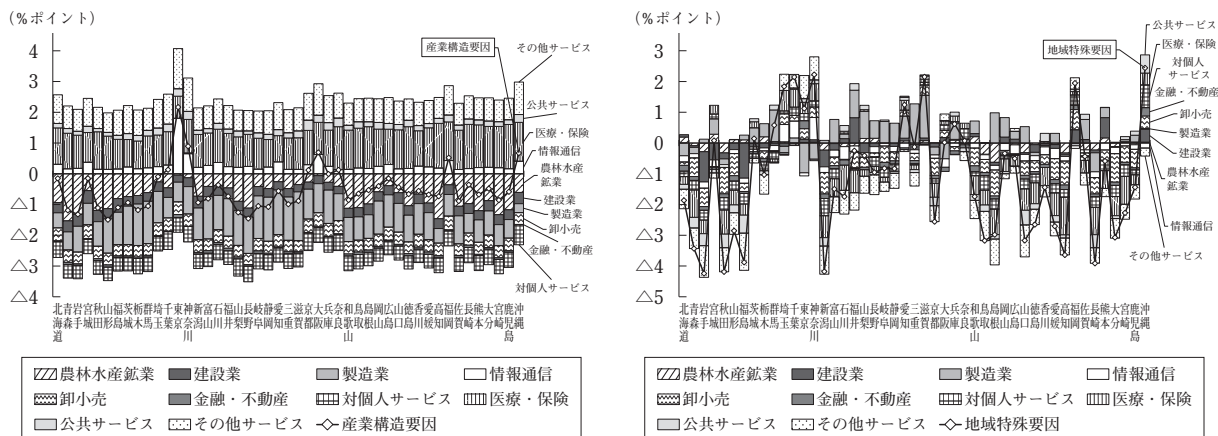 (%ポイント)
4
3
2
1
0
△1
△2
△3
△4
産業構造要因
その他サービス
公共サービス
医療・保険
情報通信
農林水産鉱業
建設業
製造業
卸小売
金融・不動産
対個人サービス
北海道 青森 岩手 宮城 秋田 山形 福島 茨城 栃木 群馬 埼玉 千葉 東京 神奈川 新潟 富山 石川 福井 山梨 長野 岐阜 静岡 愛知 三重 滋賀 京都 大阪 兵庫 奈良 和歌山 鳥取 島根 岡山 広島 山口 徳島 香川 愛媛 高知 福岡 佐賀 長崎 熊本 大分 宮崎 鹿児島 沖縄
農林水産鉱業 建設業 製造業 情報通信
卸小売 金融・不動産 対個人サービス 医療・保険
公共サービス その他サービス 産業構造要因
(%ポイント)
3
2
1
0
△1
△2
△3
△4
△5
地域特殊要因
公共サービス
医療・保険
対個人サービス
金融・不動産
卸小売
製造業
建設業
農林水産鉱業
情報通信
その他サービス
北海道 青森 岩手 宮城 秋田 山形 福島 茨城 栃木 群馬 埼玉 千葉 東京 神奈川 新潟 富山 石川 福井 山梨 長野 岐阜 静岡 愛知 三重 滋賀 京都 大阪 兵庫 奈良 和歌山 鳥取 島根 岡山 広島 山口 徳島 香川 愛媛 高知 福岡 佐賀 長崎 熊本 大分 宮崎 鹿児島 沖縄
農林水産鉱業 建設業 製造業 情報通信
卸小売 金融・不動産 対個人サービス 医療・保険
公共サービス その他サービス 地域特殊要因